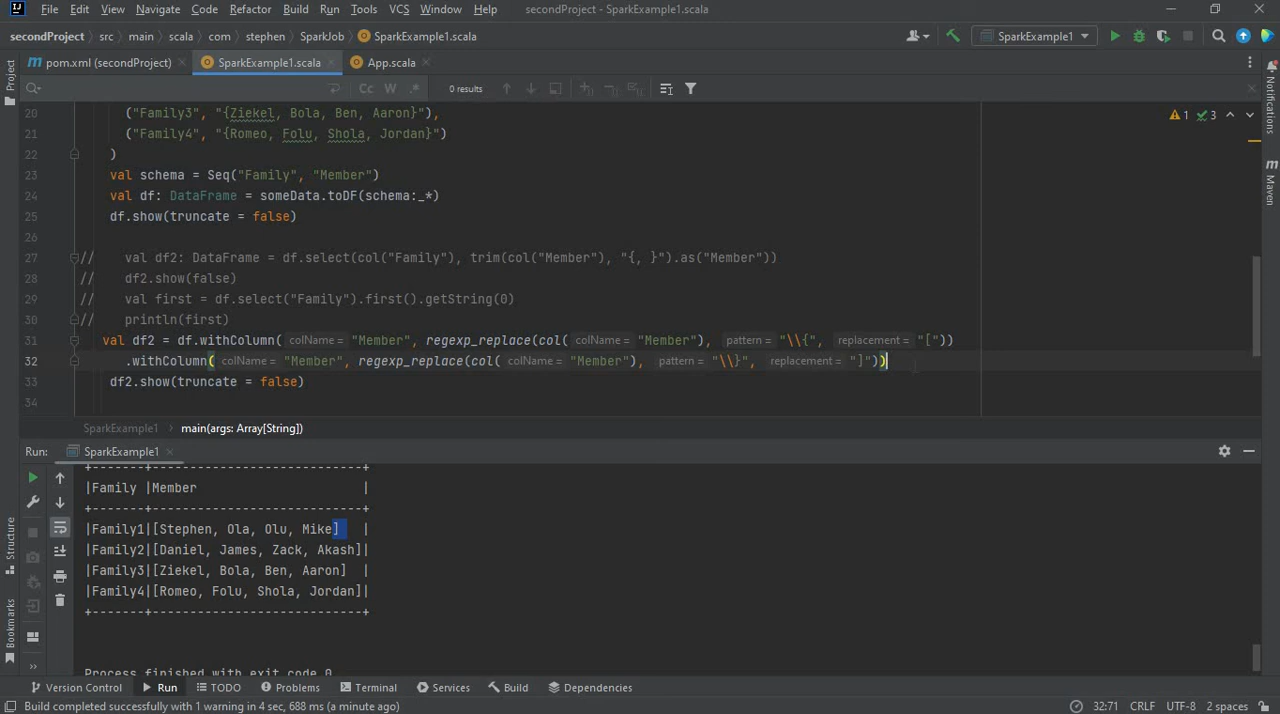 File Edit View Navigate Code Refactor Build Run Tools VCS Window Help secondProject - SparkExample1.scala
secondProject src main scala com stephen SparkJob SparkExample1.scala SparkExample1
pom.xml (secondProject) SparkExample1.scala App.scala
Cc W .* 0 results
Project
Notifications
Maven
1 3
20 ("Family3", "{Ziekel, Bola, Ben, Aaron}"),
21 ("Family4", "{Romeo, Folu, Shola, Jordan}")
22 )
23 val schema = Seq("Family", "Member")
24 val df: DataFrame = someData.toDF(schema:_*)
25 df.show(truncate = false)
26
27 // val df2: DataFrame = df.select(col("Family"), trim(col("Member"), "{, }").as("Member"))
28 // df2.show(false)
29 // val first = df.select("Family").first().getString(0)
30 // println(first)
31 val df2 = df.withColumn( colName = "Member", regexp_replace(col( colName = "Member"), pattern = "\\{", replacement = "["))
32 .withColumn( colName = "Member", regexp_replace(col( colName = "Member"), pattern = "\\}", replacement = "]"))
33 df2.show(truncate = false)
34
SparkExample1 main(args: Array[String])
Run: SparkExample1
+-------+----------------------------+
|Family |Member |
+-------+----------------------------+
|Family1|[Stephen, Ola, Olu, Mike] |
|Family2|[Daniel, James, Zack, Akash]|
|Family3|[Ziekel, Bola, Ben, Aaron] |
|Family4|[Romeo, Folu, Shola, Jordan]|
+-------+----------------------------+
Process finished with exit code 0
Structure
Bookmarks
Version Control Run TODO Problems Terminal Services Build Dependencies
Build completed successfully with 1 warning in 4 sec, 688 ms (a minute ago) 32:71 CRLF UTF-8 2 spaces